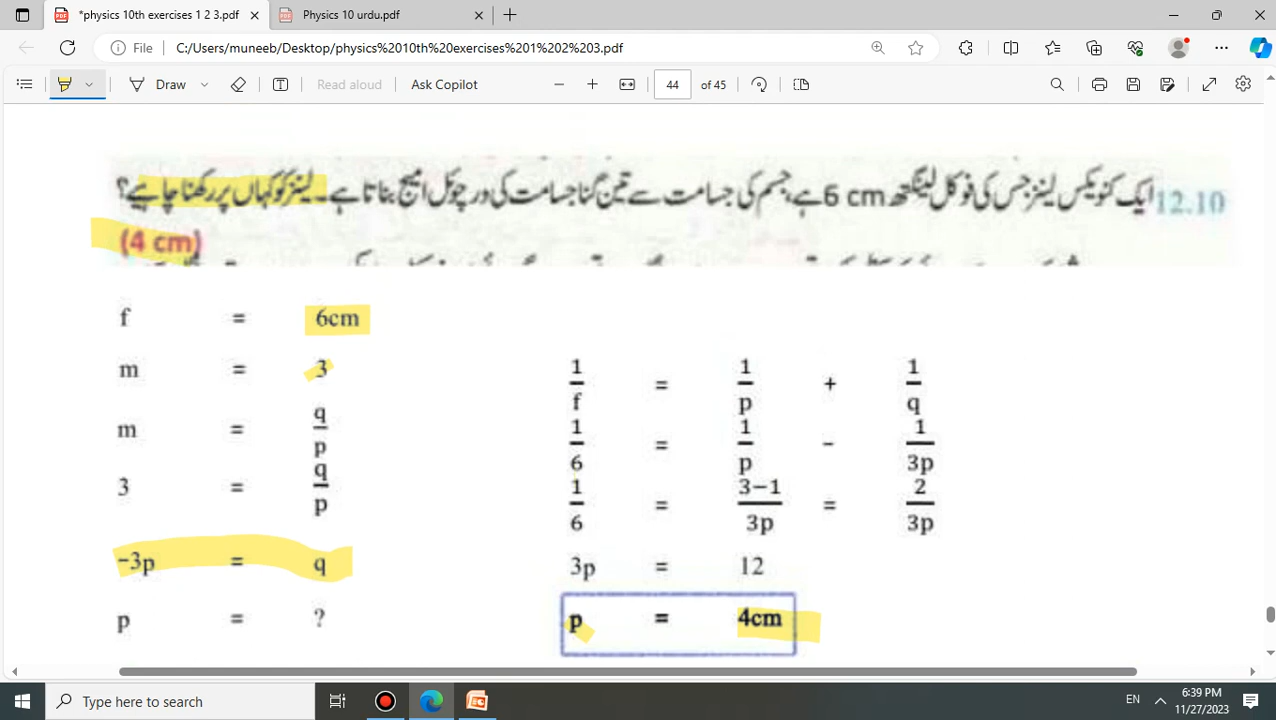 *physics 10th exercises 1 2 3.pdf
Physics 10 urdu.pdf
File C:/Users/muneeb/Desktop/physics%2010th%20exercises%201%202%203.pdf
Draw Read aloud Ask Copilot 44 of 45
12.10 ایک کنویکس لینز جس کی فوکل لینگتھ 6 cm ہے، جسم کی جسامت سے تین گنا جسامت کی ورچوئل امیج بناتا ہے۔ لینز کو کہاں پر رکھنا چاہیے؟
(4 cm)
f = 6cm
m = 3
m = q/p
3 = q/p
-3p = q
p = ?
1/f = 1/p + 1/q
1/6 = 1/p - 1/3p
1/6 = 3-1/3p = 2/3p
3p = 12
p = 4cm
Type here to search
EN
6:39 PM
11/27/2023